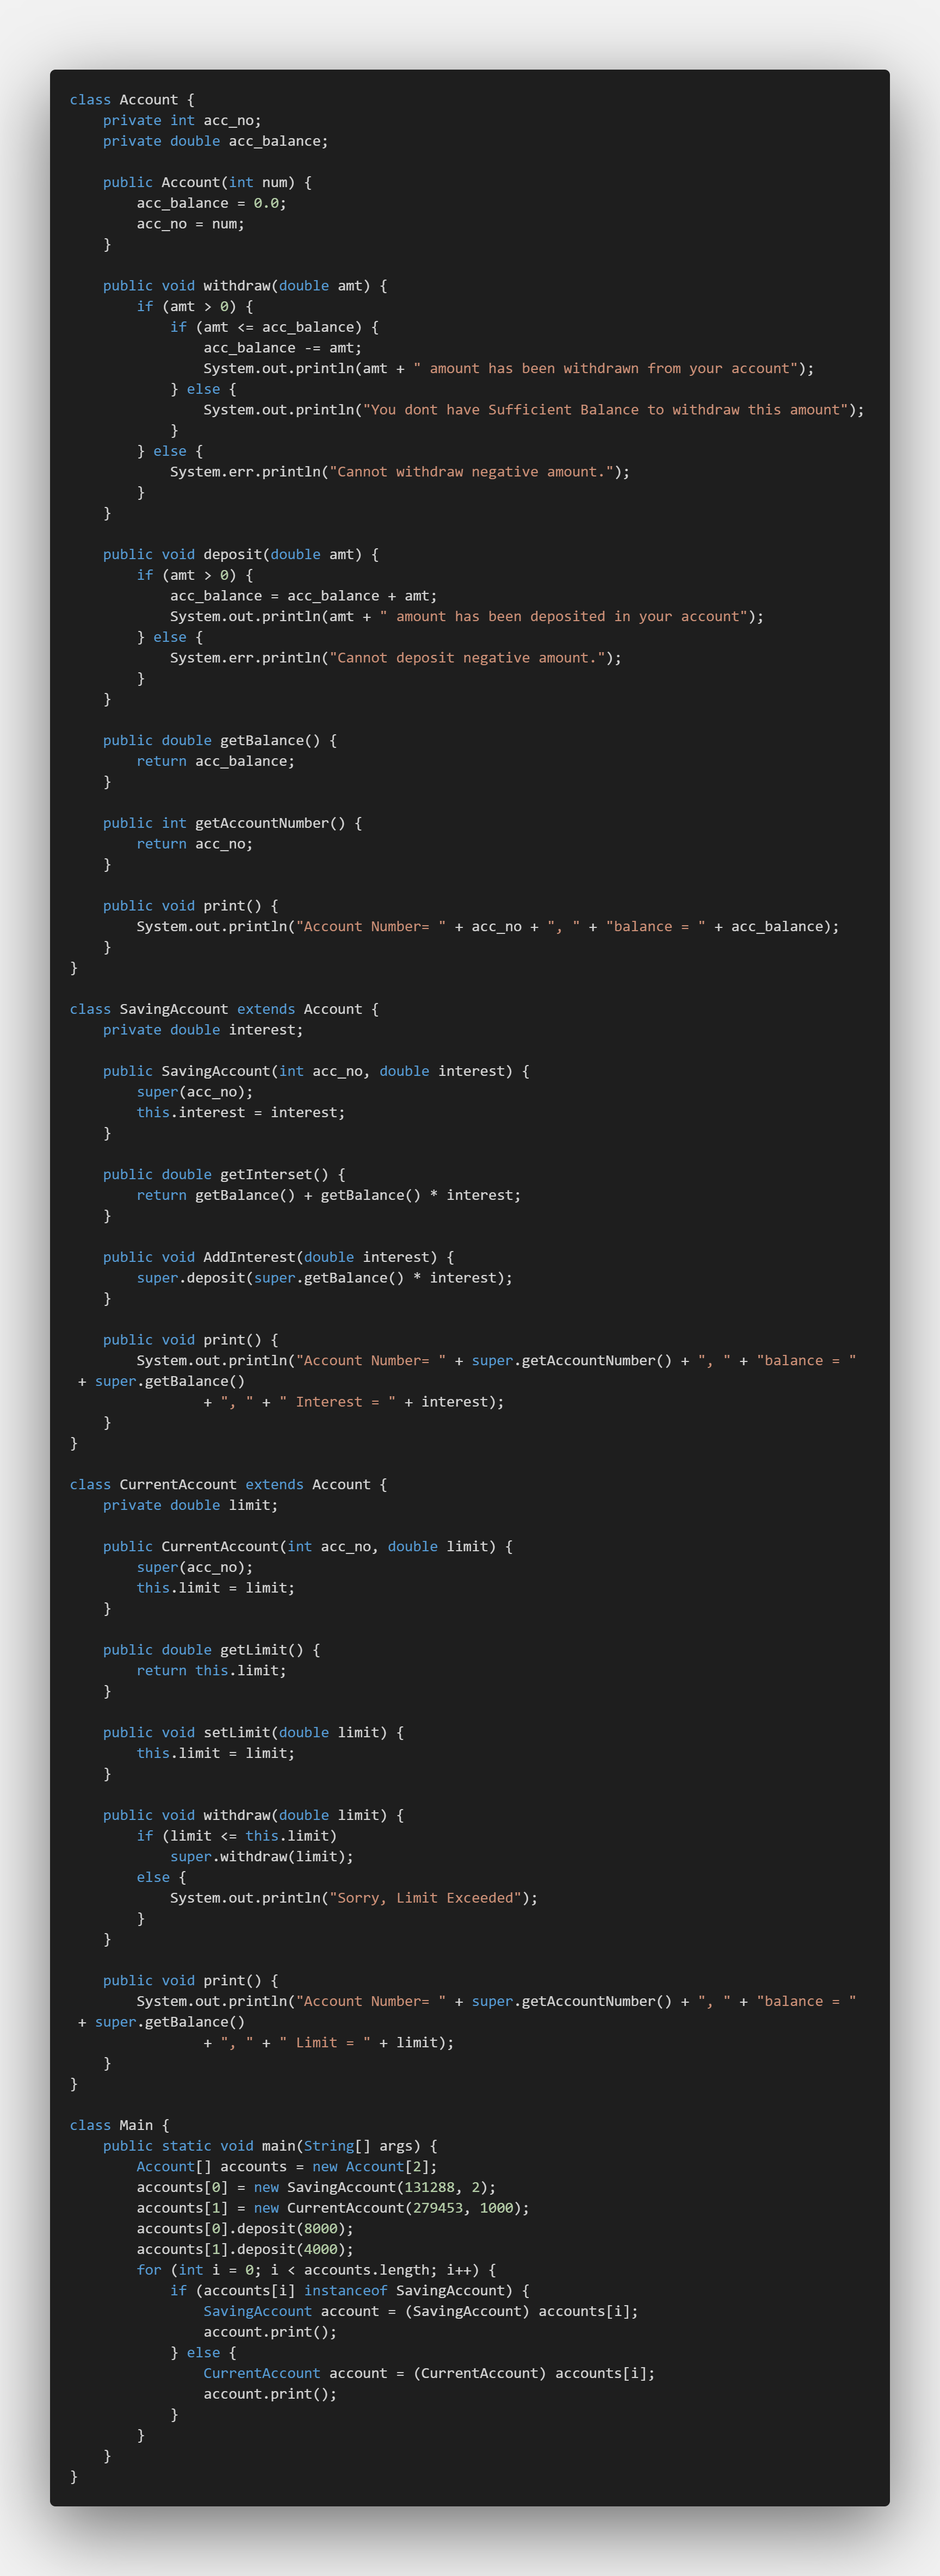 class Account {
    private int acc_no;
    private double acc_balance;

    public Account(int num) {
        acc_balance = 0.0;
        acc_no = num;
    }

    public void withdraw(double amt) {
        if (amt > 0) {
            if (amt <= acc_balance) {
                acc_balance -= amt;
                System.out.println(amt + " amount has been withdrawn from your account");
            } else {
                System.out.println("You dont have Sufficient Balance to withdraw this amount");
            }
        } else {
            System.err.println("Cannot withdraw negative amount.");
        }
    }

    public void deposit(double amt) {
        if (amt > 0) {
            acc_balance = acc_balance + amt;
            System.out.println(amt + " amount has been deposited in your account");
        } else {
            System.err.println("Cannot deposit negative amount.");
        }
    }

    public double getBalance() {
        return acc_balance;
    }

    public int getAccountNumber() {
        return acc_no;
    }

    public void print() {
        System.out.println("Account Number= " + acc_no + ", " + "balance = " + acc_balance);
    }
}

class SavingAccount extends Account {
    private double interest;

    public SavingAccount(int acc_no, double interest) {
        super(acc_no);
        this.interest = interest;
    }

    public double getInterset() {
        return getBalance() + getBalance() * interest;
    }

    public void AddInterest(double interest) {
        super.deposit(super.getBalance() * interest);
    }

    public void print() {
        System.out.println("Account Number= " + super.getAccountNumber() + ", " + "balance = "
 + super.getBalance()
                + ", " + " Interest = " + interest);
    }
}

class CurrentAccount extends Account {
    private double limit;

    public CurrentAccount(int acc_no, double limit) {
        super(acc_no);
        this.limit = limit;
    }

    public double getLimit() {
        return this.limit;
    }

    public void setLimit(double limit) {
        this.limit = limit;
    }

    public void withdraw(double limit) {
        if (limit <= this.limit)
            super.withdraw(limit);
        else {
            System.out.println("Sorry, Limit Exceeded");
        }
    }

    public void print() {
        System.out.println("Account Number= " + super.getAccountNumber() + ", " + "balance = "
 + super.getBalance()
                + ", " + " Limit = " + limit);
    }
}

class Main {
    public static void main(String[] args) {
        Account[] accounts = new Account[2];
        accounts[0] = new SavingAccount(131288, 2);
        accounts[1] = new CurrentAccount(279453, 1000);
        accounts[0].deposit(8000);
        accounts[1].deposit(4000);
        for (int i = 0; i < accounts.length; i++) {
            if (accounts[i] instanceof SavingAccount) {
                SavingAccount account = (SavingAccount) accounts[i];
                account.print();
            } else {
                CurrentAccount account = (CurrentAccount) accounts[i];
                account.print();
            }
        }
    }
}